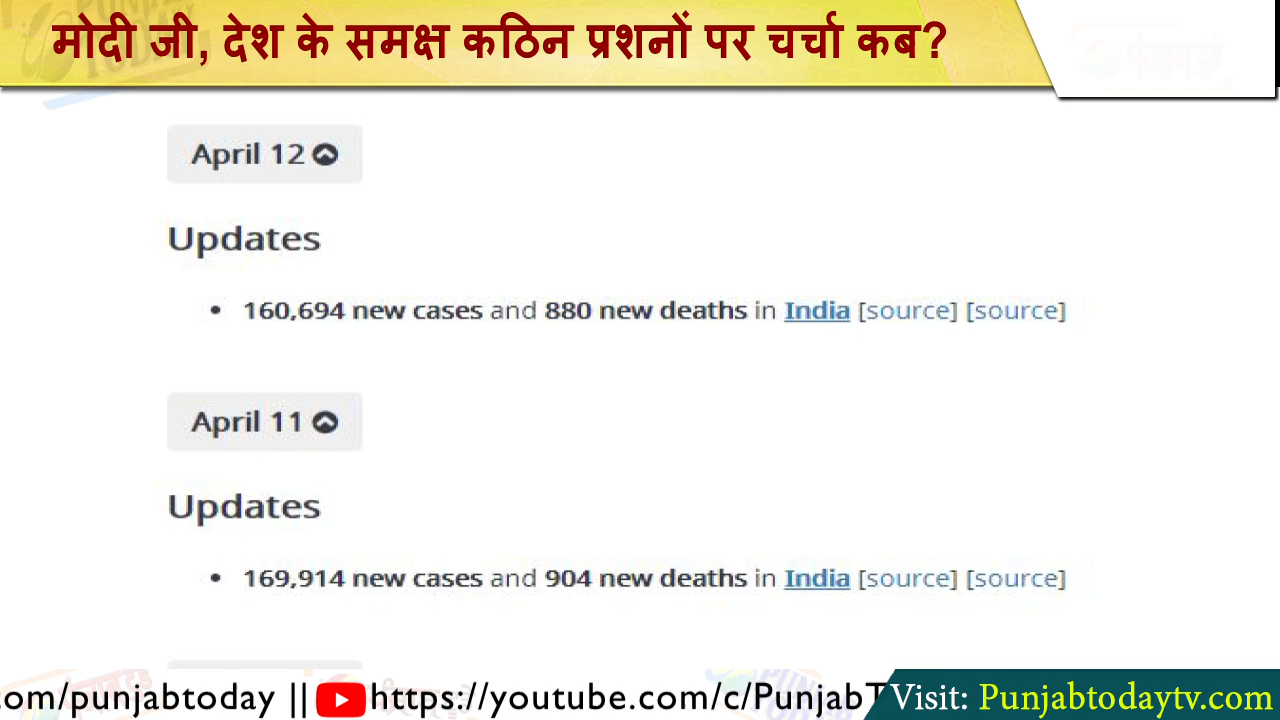 मोदी जी, देश के समक्ष कठिन प्रशनों पर चर्चा कब?
April 12
Updates
• 160,694 new cases and 880 new deaths in India [source] [source]
April 11
Updates
• 169,914 new cases and 904 new deaths in India [source] [source]
om/punjabtoday || https://youtube.com/c/PunjabT
Visit: Punjabtodaytv.com